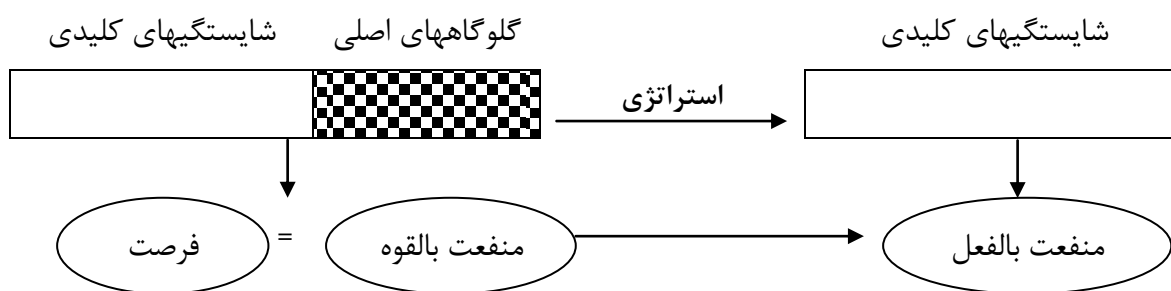 شایستگیهای کلیدی
گلوگاههای اصلی
شایستگیهای کلیدی
استراتژی
منفعت بالفعل
منفعت بالقوه
=
فرصت